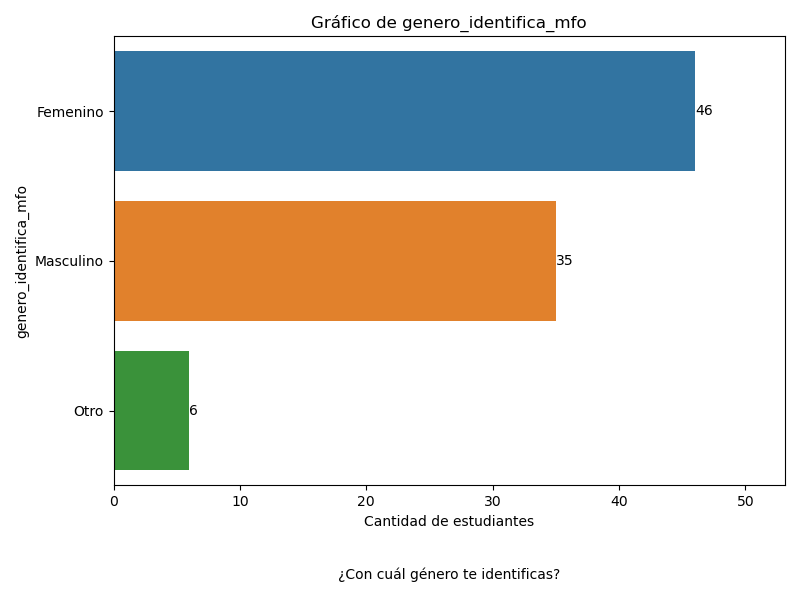 Gráfico de genero_identifica_mfo
genero_identifica_mfo
Femenino
46
Masculino
35
Otro
6
0 10 20 30 40 50
Cantidad de estudiantes
¿Con cuál género te identificas?